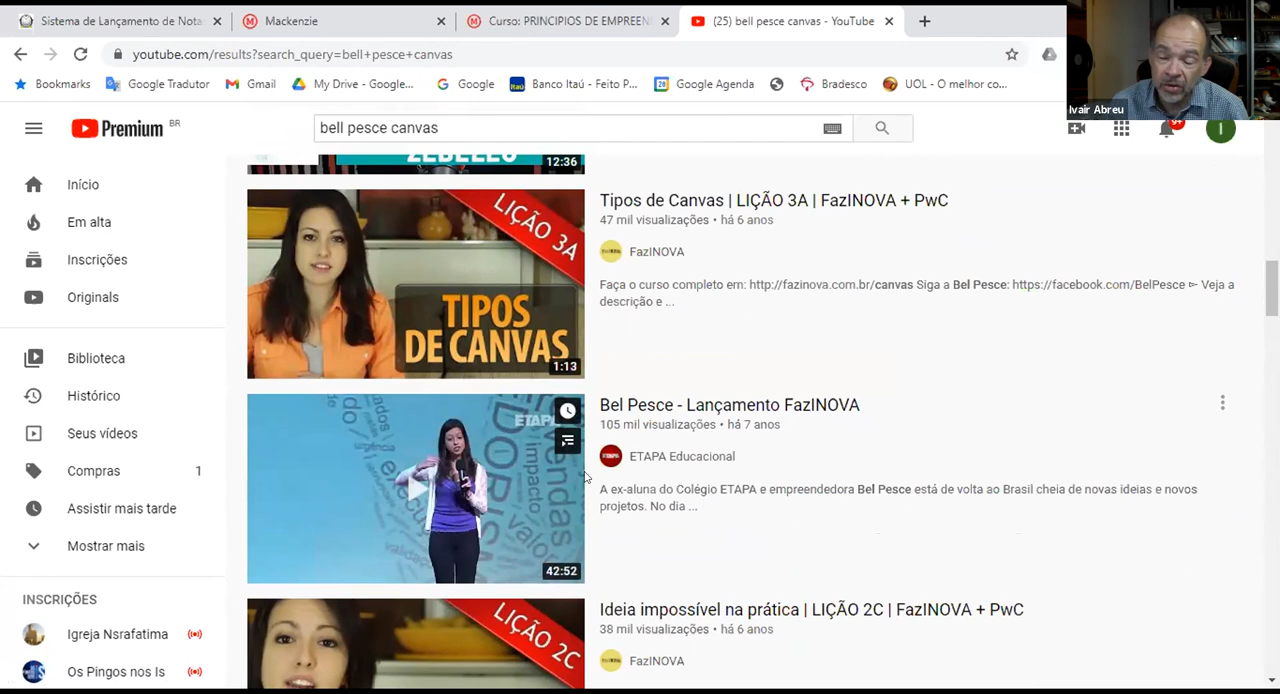 Sistema de Lançamento de Nota
Mackenzie
Curso: PRINCIPIOS DE EMPREEN
(25) bell pesce canvas - YouTube
youtube.com/results?search_query=bell+pesce+canvas
Bookmarks
Google Tradutor
Gmail
My Drive - Google...
Google
Banco Itaú - Feito P...
Google Agenda
Bradesco
UOL - O melhor co...
Ivair Abreu
Premium BR
bell pesce canvas
9+
I
Início
Em alta
Inscrições
Originals
Biblioteca
Histórico
Seus vídeos
Compras 1
Assistir mais tarde
Mostrar mais
INSCRIÇÕES
Igreja Nsrafatima
Os Pingos nos Is
12:36
LIÇÃO 3A
TIPOS
DE CANVAS
1:13
Tipos de Canvas | LIÇÃO 3A | FazINOVA + PwC
47 mil visualizações • há 6 anos
FazINOVA
Faça o curso completo em: http://fazinova.com.br/canvas Siga a Bel Pesce: https://facebook.com/BelPesce ➳ Veja a
descrição e ...
ETAPA
impacto
valor
42:52
Bel Pesce - Lançamento FazINOVA
105 mil visualizações • há 7 anos
ETAPA Educacional
A ex-aluna do Colégio ETAPA e empreendedora Bel Pesce está de volta ao Brasil cheia de novas ideias e novos
projetos. No dia ...
LIÇÃO 2C
Ideia impossível na prática | LIÇÃO 2C | FazINOVA + PwC
38 mil visualizações • há 6 anos
FazINOVA